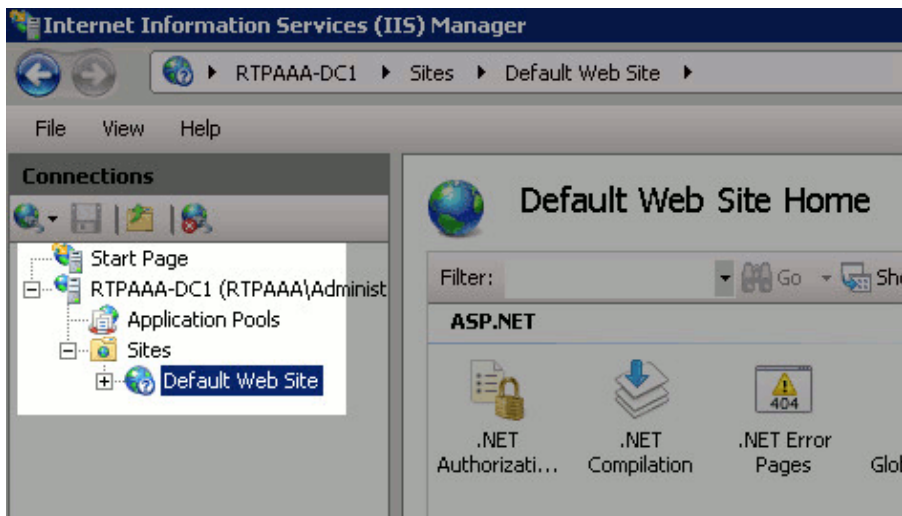 Internet Information Services (IIS) Manager
RTPAAA-DC1 Sites Default Web Site
File View Help
Connections
Start Page
RTPAAA-DC1 (RTPAAA\Administ
Application Pools
Sites
Default Web Site
Default Web Site Home
Filter: Go Sho
ASP.NET
.NET Authorizati...
.NET Compilation
404
.NET Error Pages
Glol